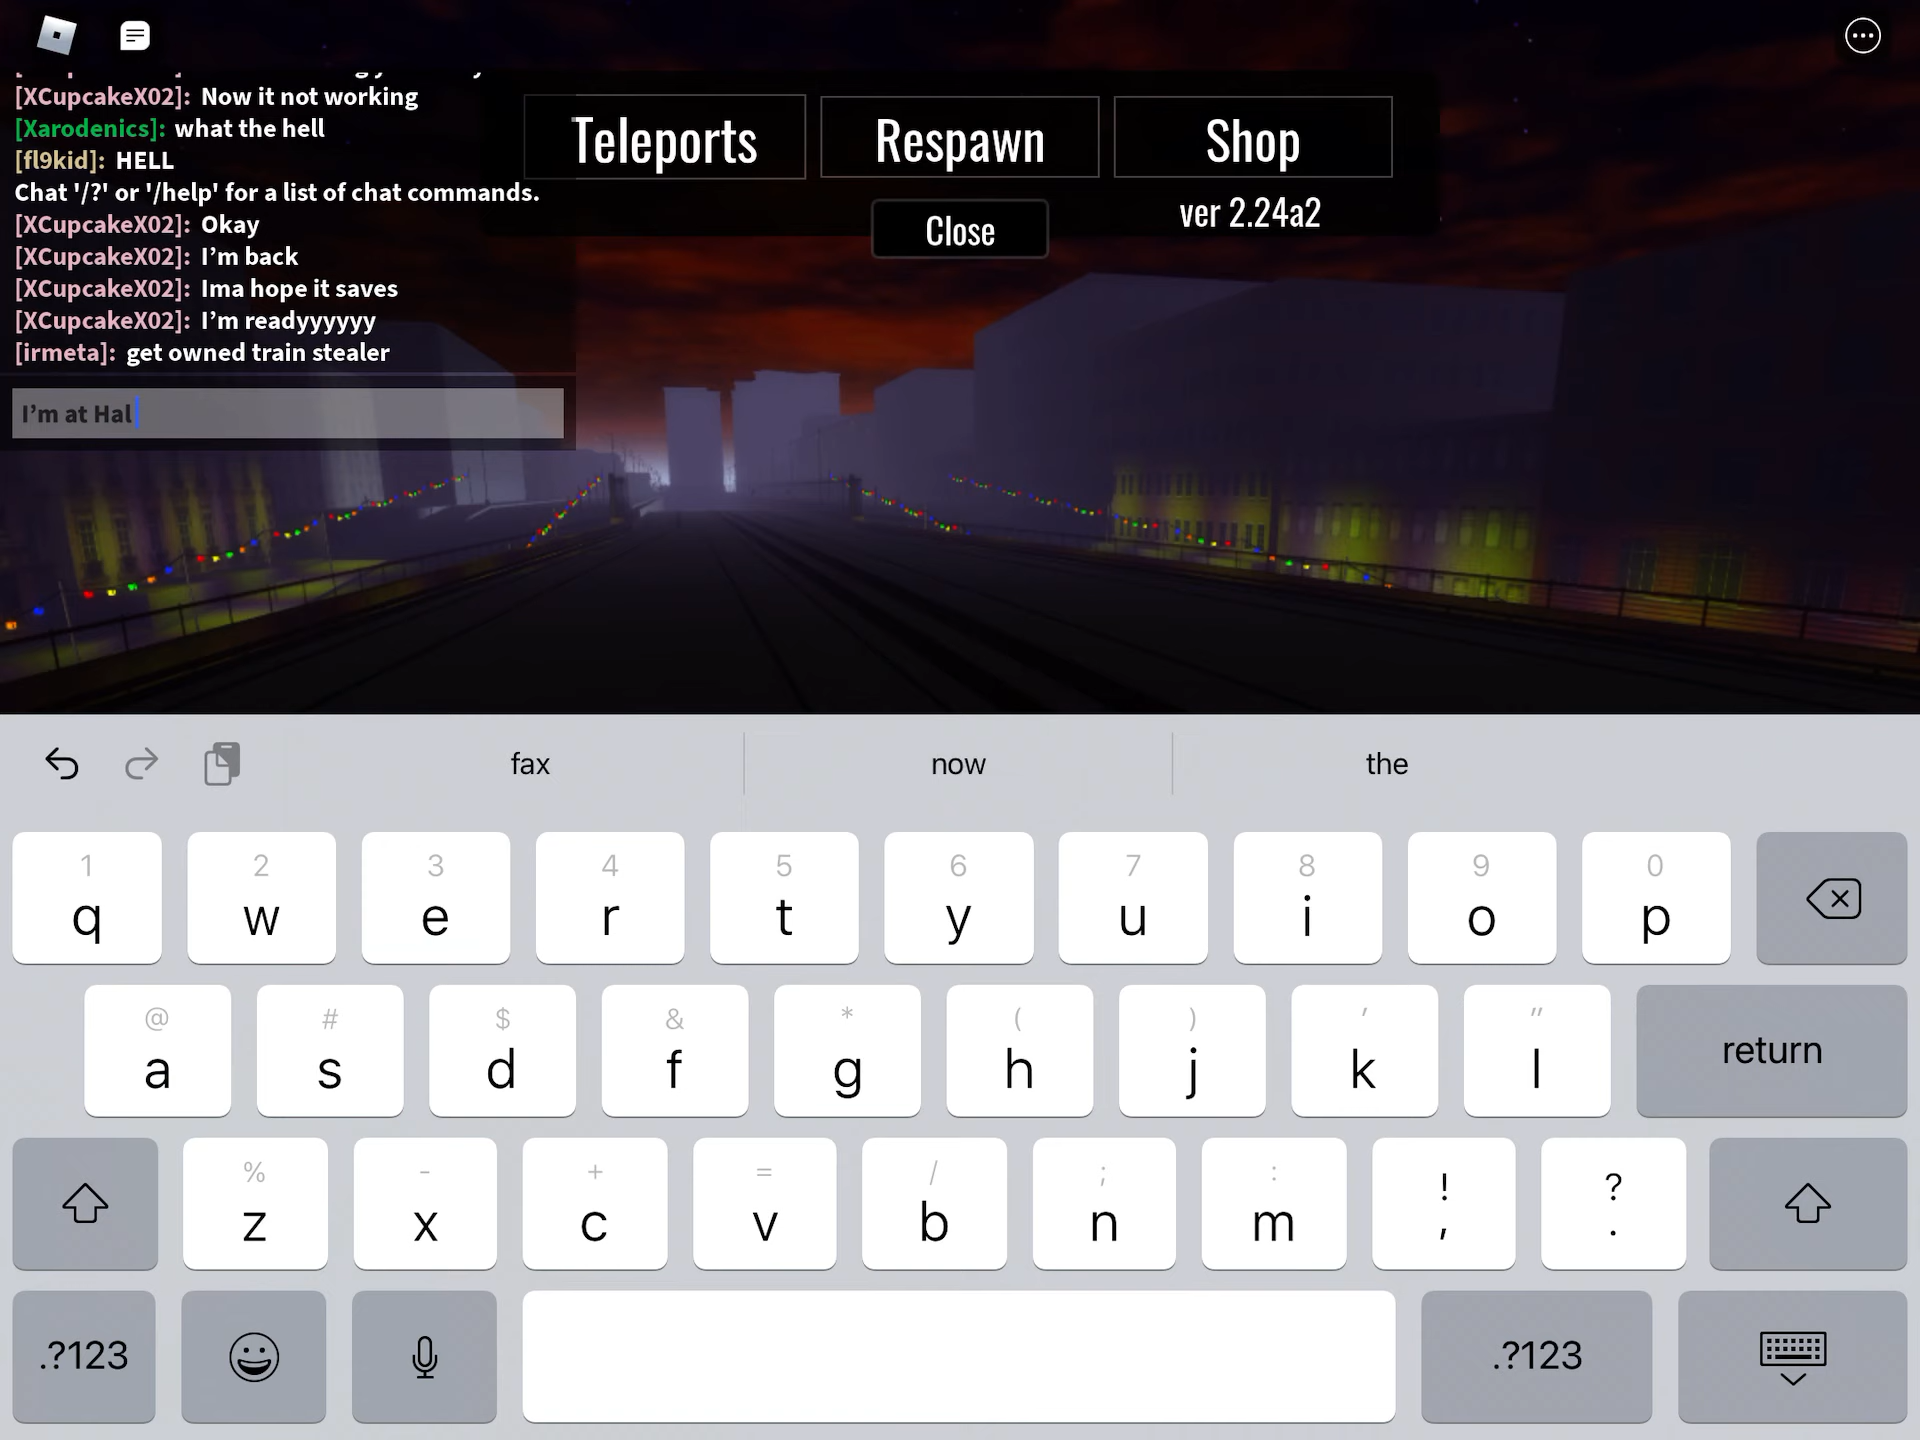 [XCupcakeX02]: Now it not working
[Xarodenics]: what the hell
[fl9kid]: HELL
Chat '/?' or '/help' for a list of chat commands.
[XCupcakeX02]: Okay
[XCupcakeX02]: I’m back
[XCupcakeX02]: Ima hope it saves
[XCupcakeX02]: I’m readyyyyyy
[irmeta]: get owned train stealer
I’m at Hal
Teleports Respawn Shop
Close
ver 2.24a2
fax now the
1 2 3 4 5 6 7 8 9 0
q w e r t y u i o p
@ # $ & * ( ) ' "
a s d f g h j k l return
% - + = / ; : ! ?
z x c v b n m , .
.?123 .?123